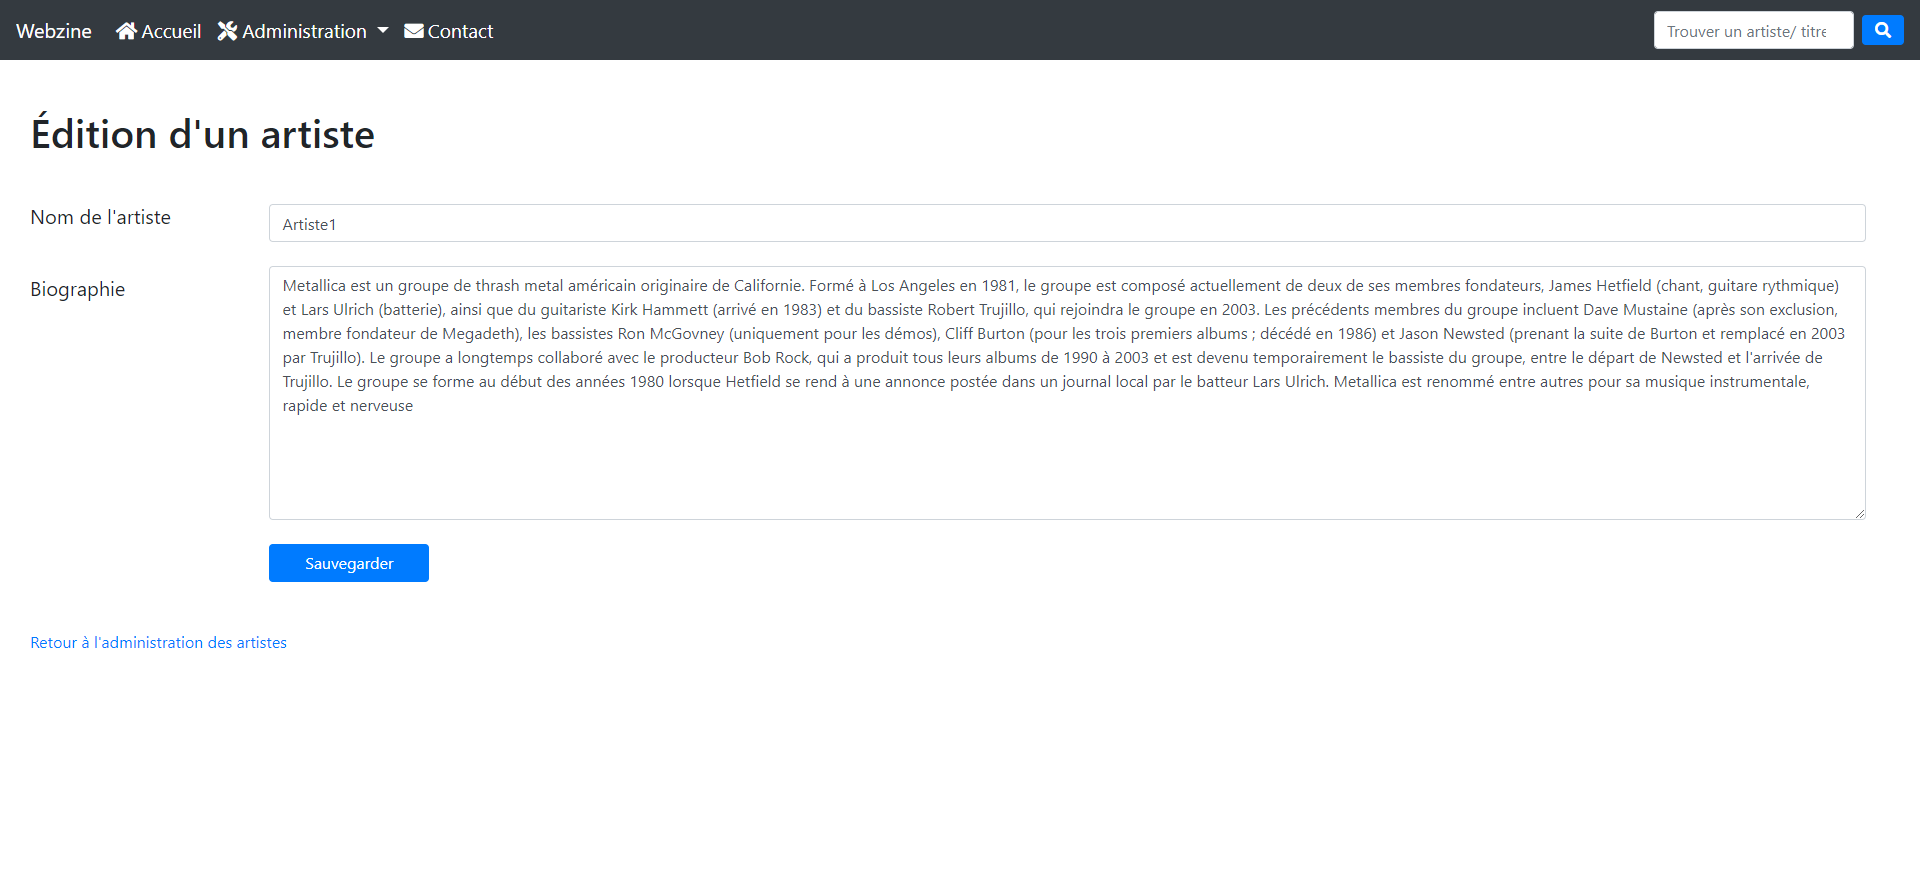 Webzine Accueil Administration Contact Trouver un artiste/ titre
Édition d'un artiste
Nom de l'artiste
Artiste1
Biographie
Metallica est un groupe de thrash metal américain originaire de Californie. Formé à Los Angeles en 1981, le groupe est composé actuellement de deux de ses membres fondateurs, James Hetfield (chant, guitare rythmique)
et Lars Ulrich (batterie), ainsi que du guitariste Kirk Hammett (arrivé en 1983) et du bassiste Robert Trujillo, qui rejoindra le groupe en 2003. Les précédents membres du groupe incluent Dave Mustaine (après son exclusion,
membre fondateur de Megadeth), les bassistes Ron McGovney (uniquement pour les démos), Cliff Burton (pour les trois premiers albums ; décédé en 1986) et Jason Newsted (prenant la suite de Burton et remplacé en 2003
par Trujillo). Le groupe a longtemps collaboré avec le producteur Bob Rock, qui a produit tous leurs albums de 1990 à 2003 et est devenu temporairement le bassiste du groupe, entre le départ de Newsted et l'arrivée de
Trujillo. Le groupe se forme au début des années 1980 lorsque Hetfield se rend à une annonce postée dans un journal local par le batteur Lars Ulrich. Metallica est renommé entre autres pour sa musique instrumentale,
rapide et nerveuse
Sauvegarder
Retour à l'administration des artistes